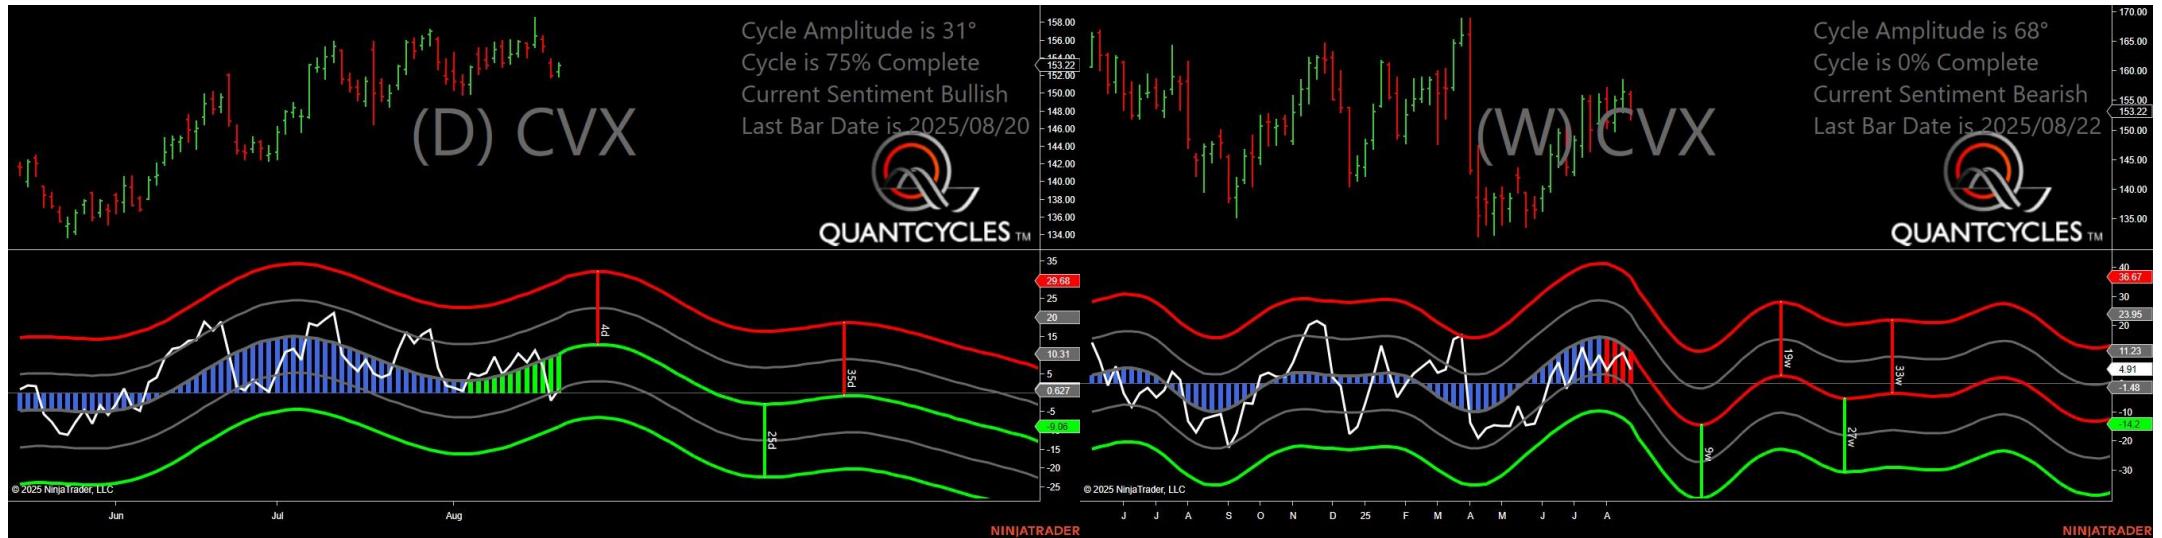 Cycle Amplitude is 31°
Cycle is 75% Complete
Current Sentiment Bullish
Last Bar Date is 2025/08/20
(D) CVX
QUANTCYCLES TM
158.00
156.00
153.22
152.00
150.00
148.00
146.00
144.00
142.00
140.00
138.00
136.00
134.00
35
29.68
25
20
15
10.31
5
0.627
-5
-9.06
-15
-20
-25
4d
25d
35d
© 2025 NinjaTrader, LLC
Jun
Jul
Aug
NINJATRADER
Cycle Amplitude is 68°
Cycle is 0% Complete
Current Sentiment Bearish
Last Bar Date is 2025/08/22
(W) CVX
QUANTCYCLES TM
170.00
165.00
160.00
155.00
153.22
150.00
145.00
140.00
135.00
40
36.67
30
23.95
20
11.23
4.91
-1.48
-10
-14.2
-20
-30
9w
19w
27w
33w
© 2025 NinjaTrader, LLC
J J A S O N D 25 F M A M J J A
NINJATRADER